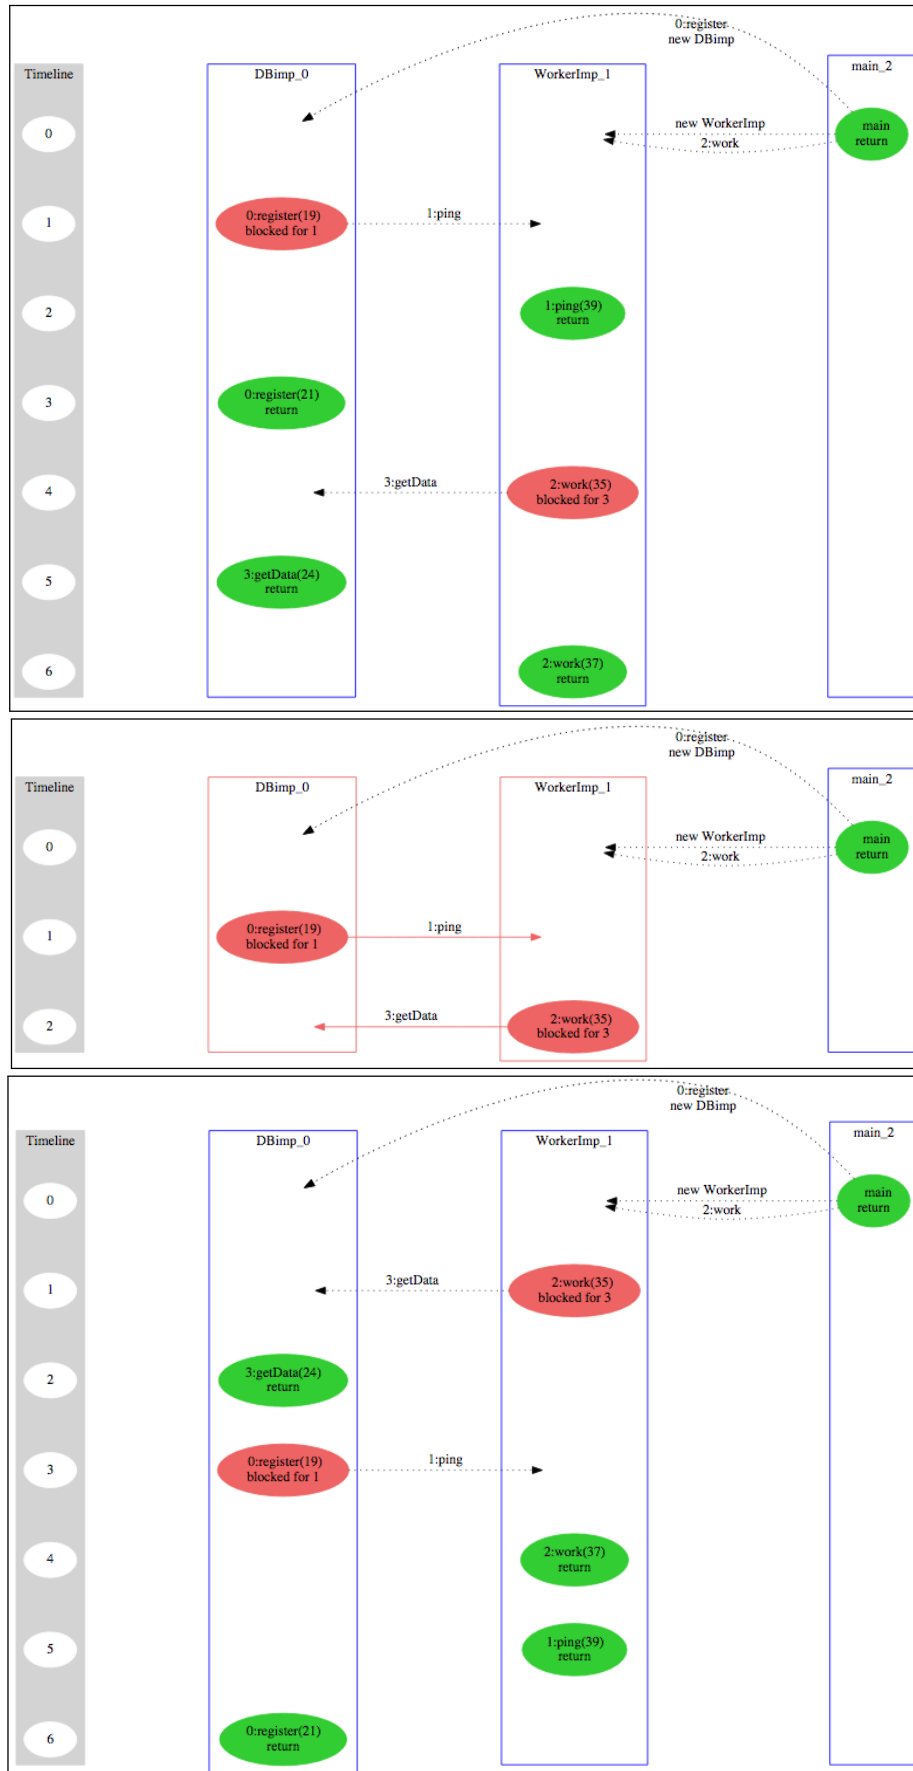 0:register
new DBimp
Timeline
DBimp_0
WorkerImp_1
main_2
0
new WorkerImp
2:work
main
return
1
0:register(19)
blocked for 1
1:ping
2
1:ping(39)
return
3
0:register(21)
return
4
3:getData
2:work(35)
blocked for 3
5
3:getData(24)
return
6
2:work(37)
return
0:register
new DBimp
Timeline
DBimp_0
WorkerImp_1
main_2
0
new WorkerImp
2:work
main
return
1
0:register(19)
blocked for 1
1:ping
2
3:getData
2:work(35)
blocked for 3
0:register
new DBimp
Timeline
DBimp_0
WorkerImp_1
main_2
0
new WorkerImp
2:work
main
return
1
3:getData
2:work(35)
blocked for 3
2
3:getData(24)
return
3
0:register(19)
blocked for 1
1:ping
4
2:work(37)
return
5
1:ping(39)
return
6
0:register(21)
return